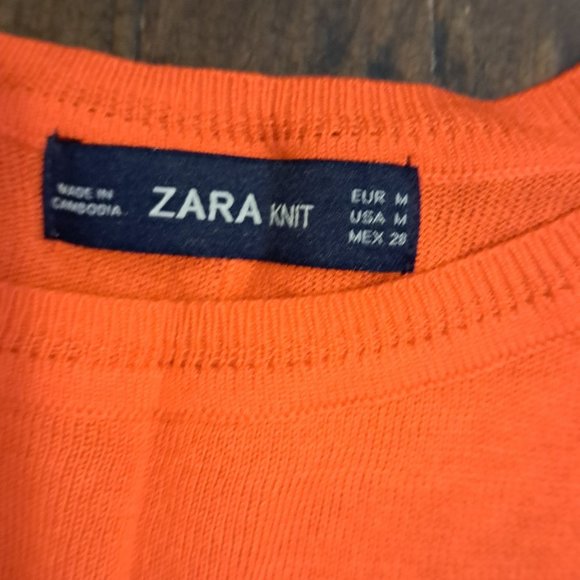 MADE IN
CAMBODIA
ZARA KNIT
EUR M
USA M
MEX 28